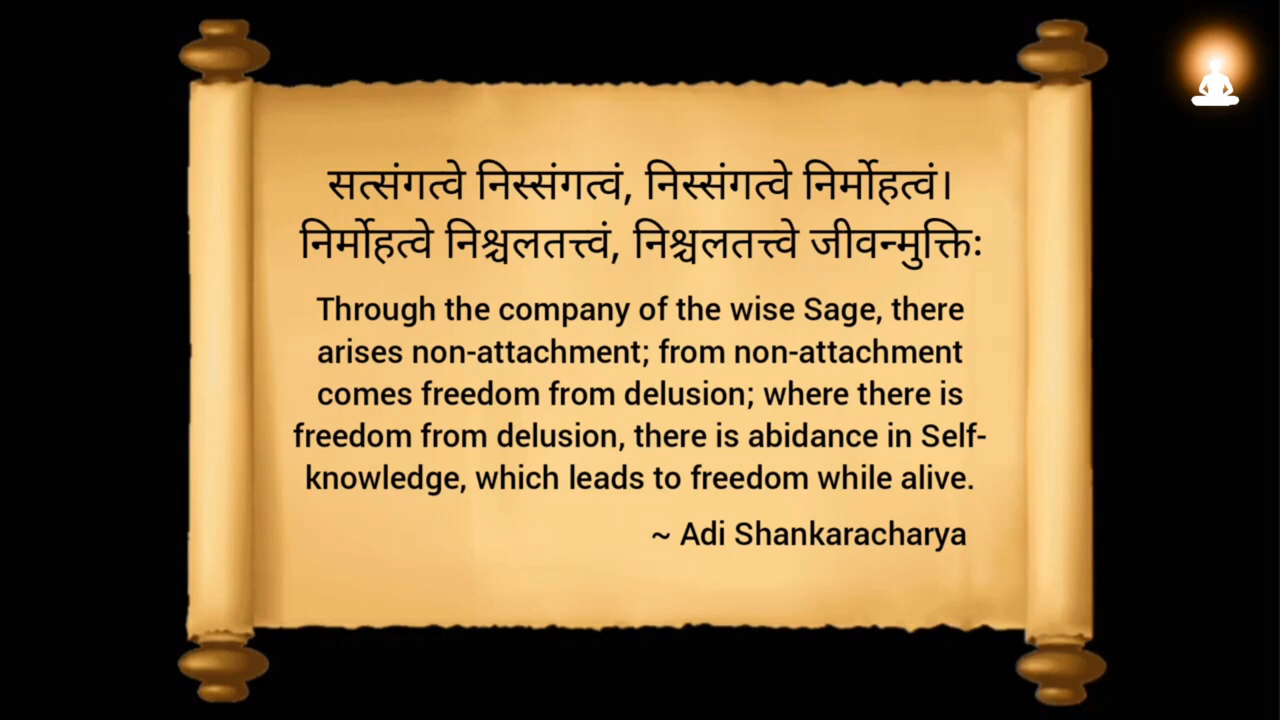 सत्संगत्वे निस्संगत्वं, निस्संगत्वे निर्मोहत्वं।
निर्मोहत्वे निश्चलतत्त्वं, निश्चलतत्त्वे जीवन्मुक्तिः
Through the company of the wise Sage, there
arises non-attachment; from non-attachment
comes freedom from delusion; where there is
freedom from delusion, there is abidance in Self-
knowledge, which leads to freedom while alive.
~ Adi Shankaracharya